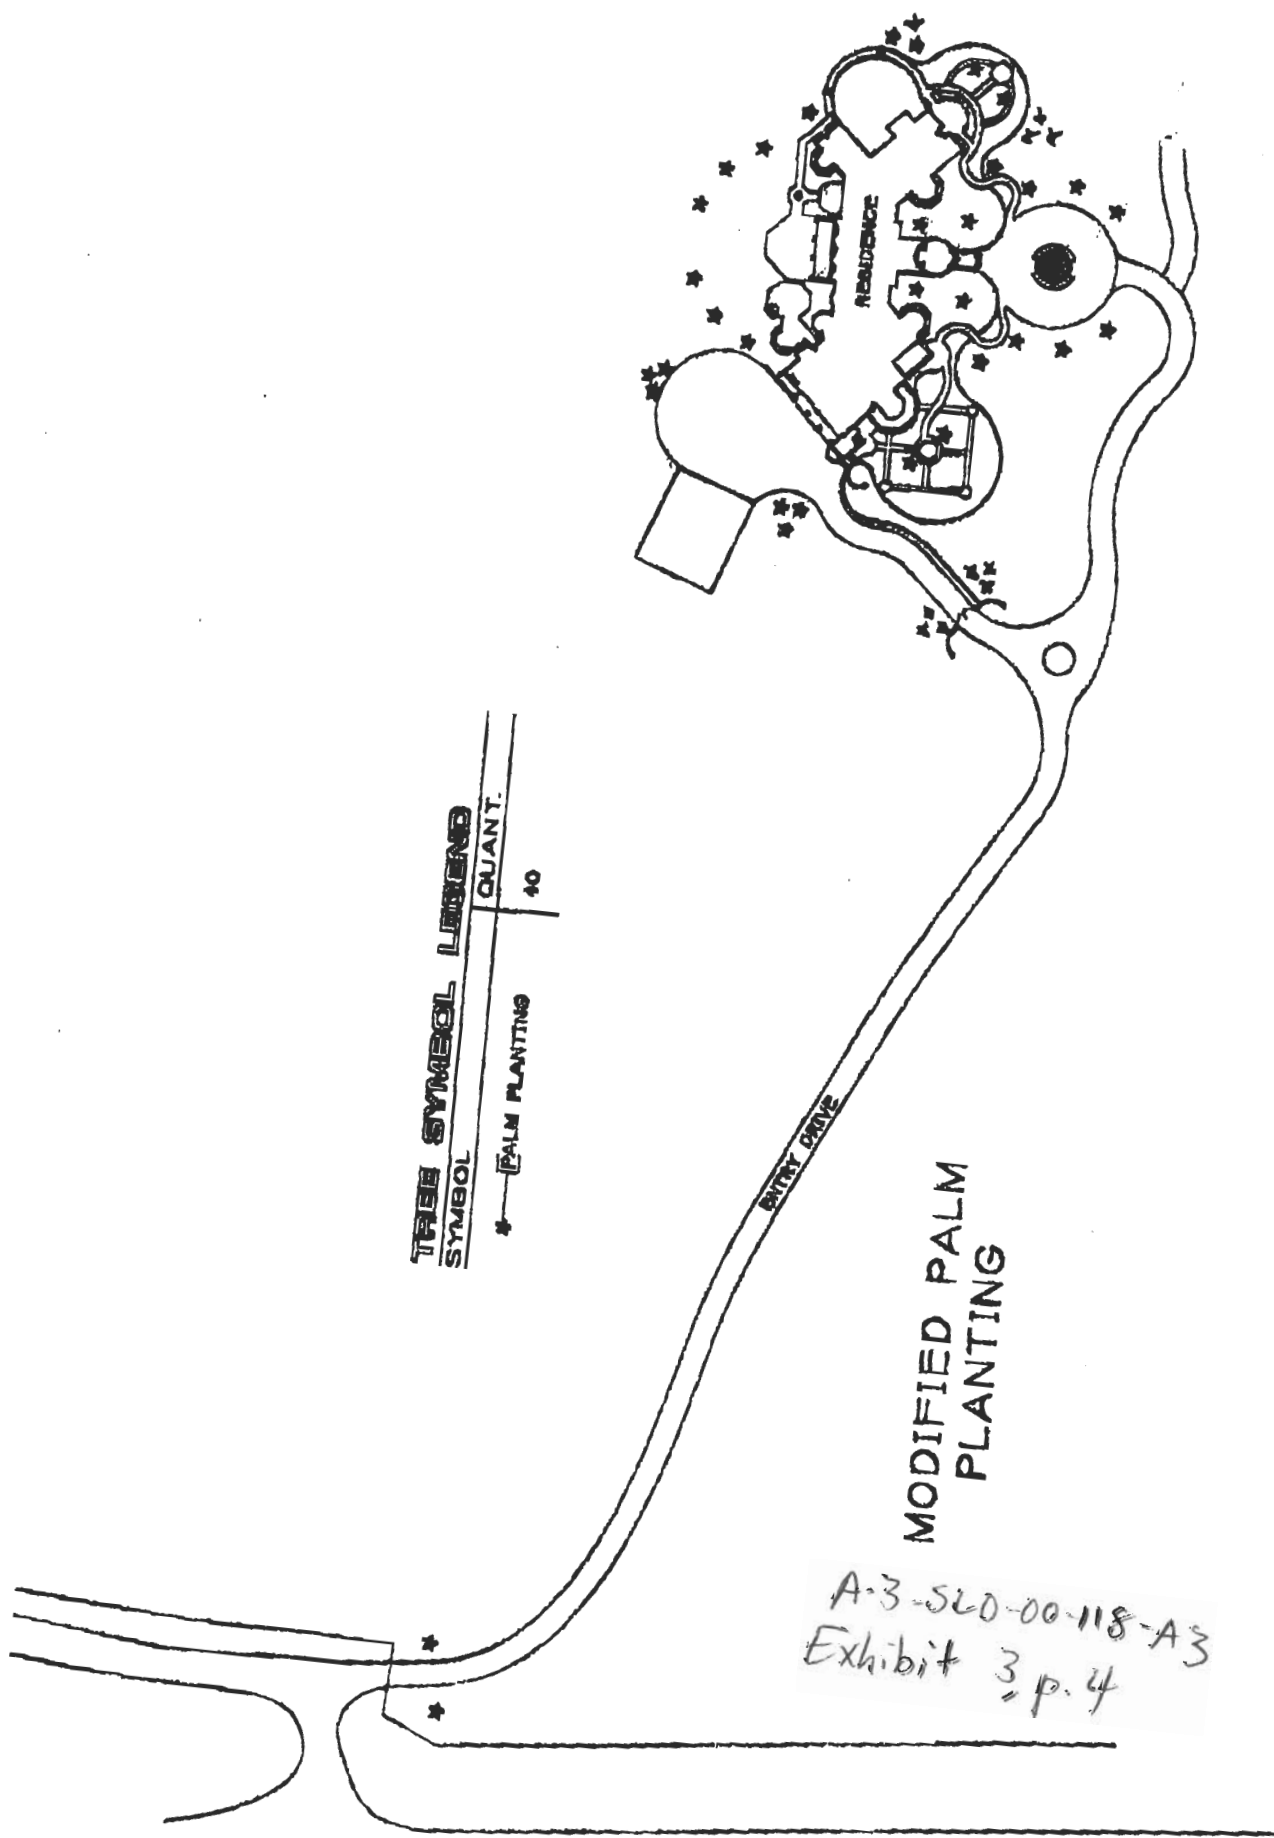 RESIDENCE
TREE SYMBOL LEGEND
SYMBOL QUANT.
PALM PLANTING 40
ENTRY DRIVE
MODIFIED PALM
PLANTING
A-3-SLO-00-118-A3
Exhibit 3 p. 4